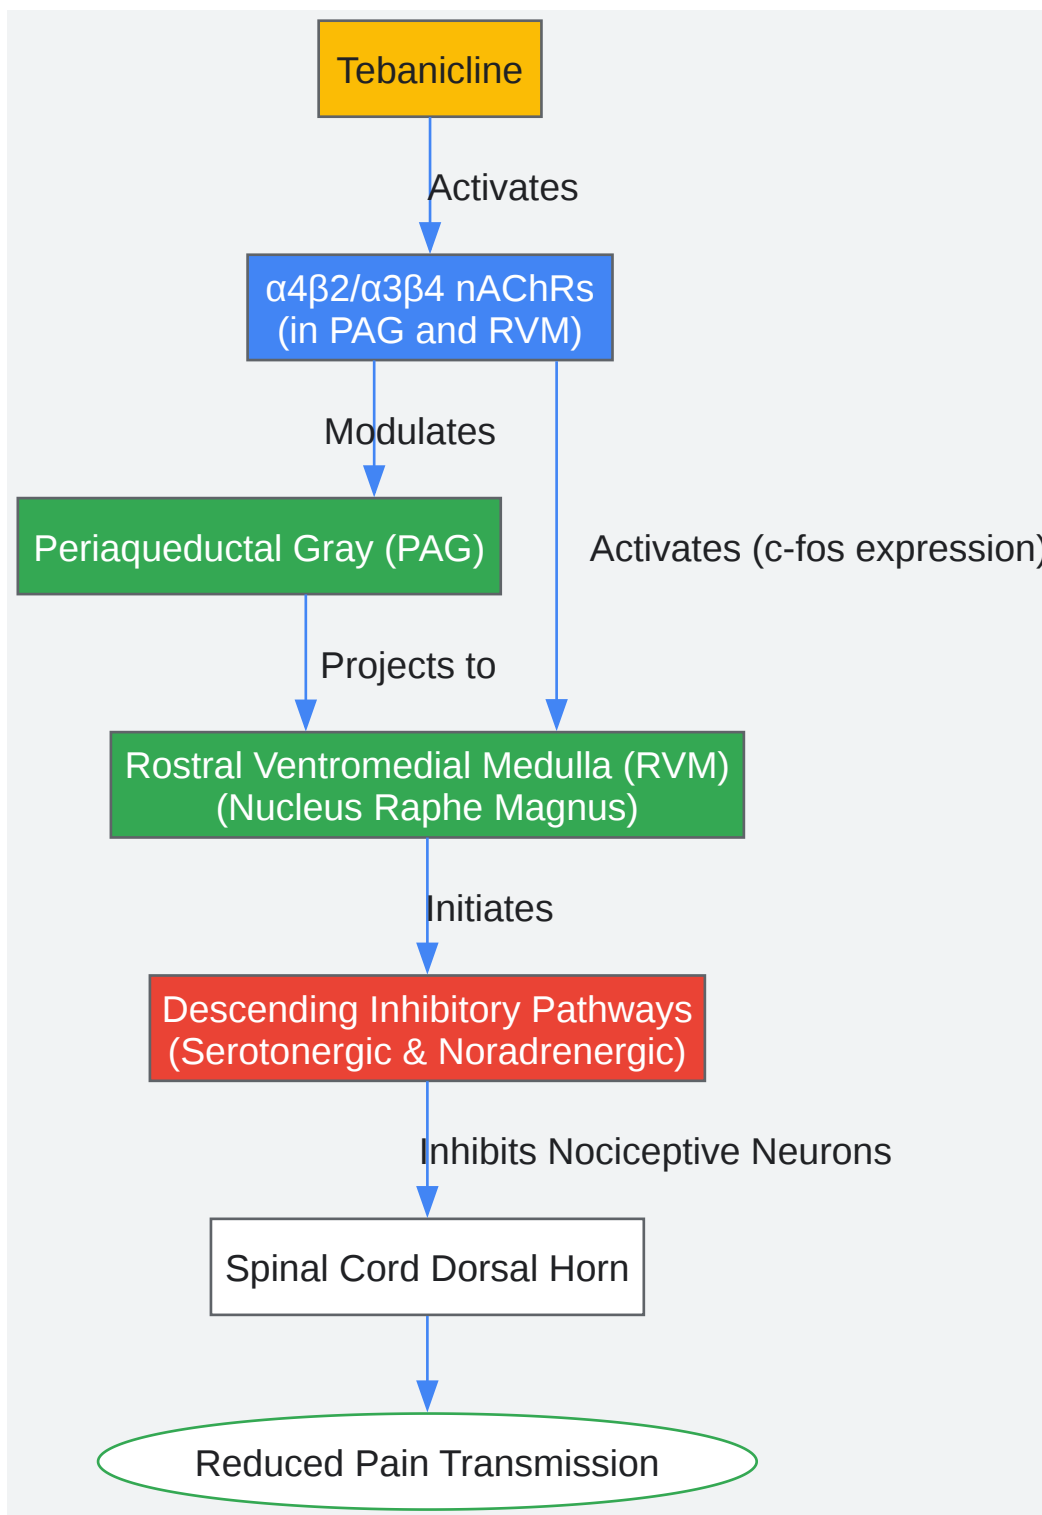 Tebanicline
Activates
α4β2/α3β4 nAChRs
(in PAG and RVM)
Modulates
Periaqueductal Gray (PAG)
Activates (c-fos expression)
Projects to
Rostral Ventromedial Medulla (RVM)
(Nucleus Raphe Magnus)
Initiates
Descending Inhibitory Pathways
(Serotonergic & Noradrenergic)
Inhibits Nociceptive Neurons
Spinal Cord Dorsal Horn
Reduced Pain Transmission